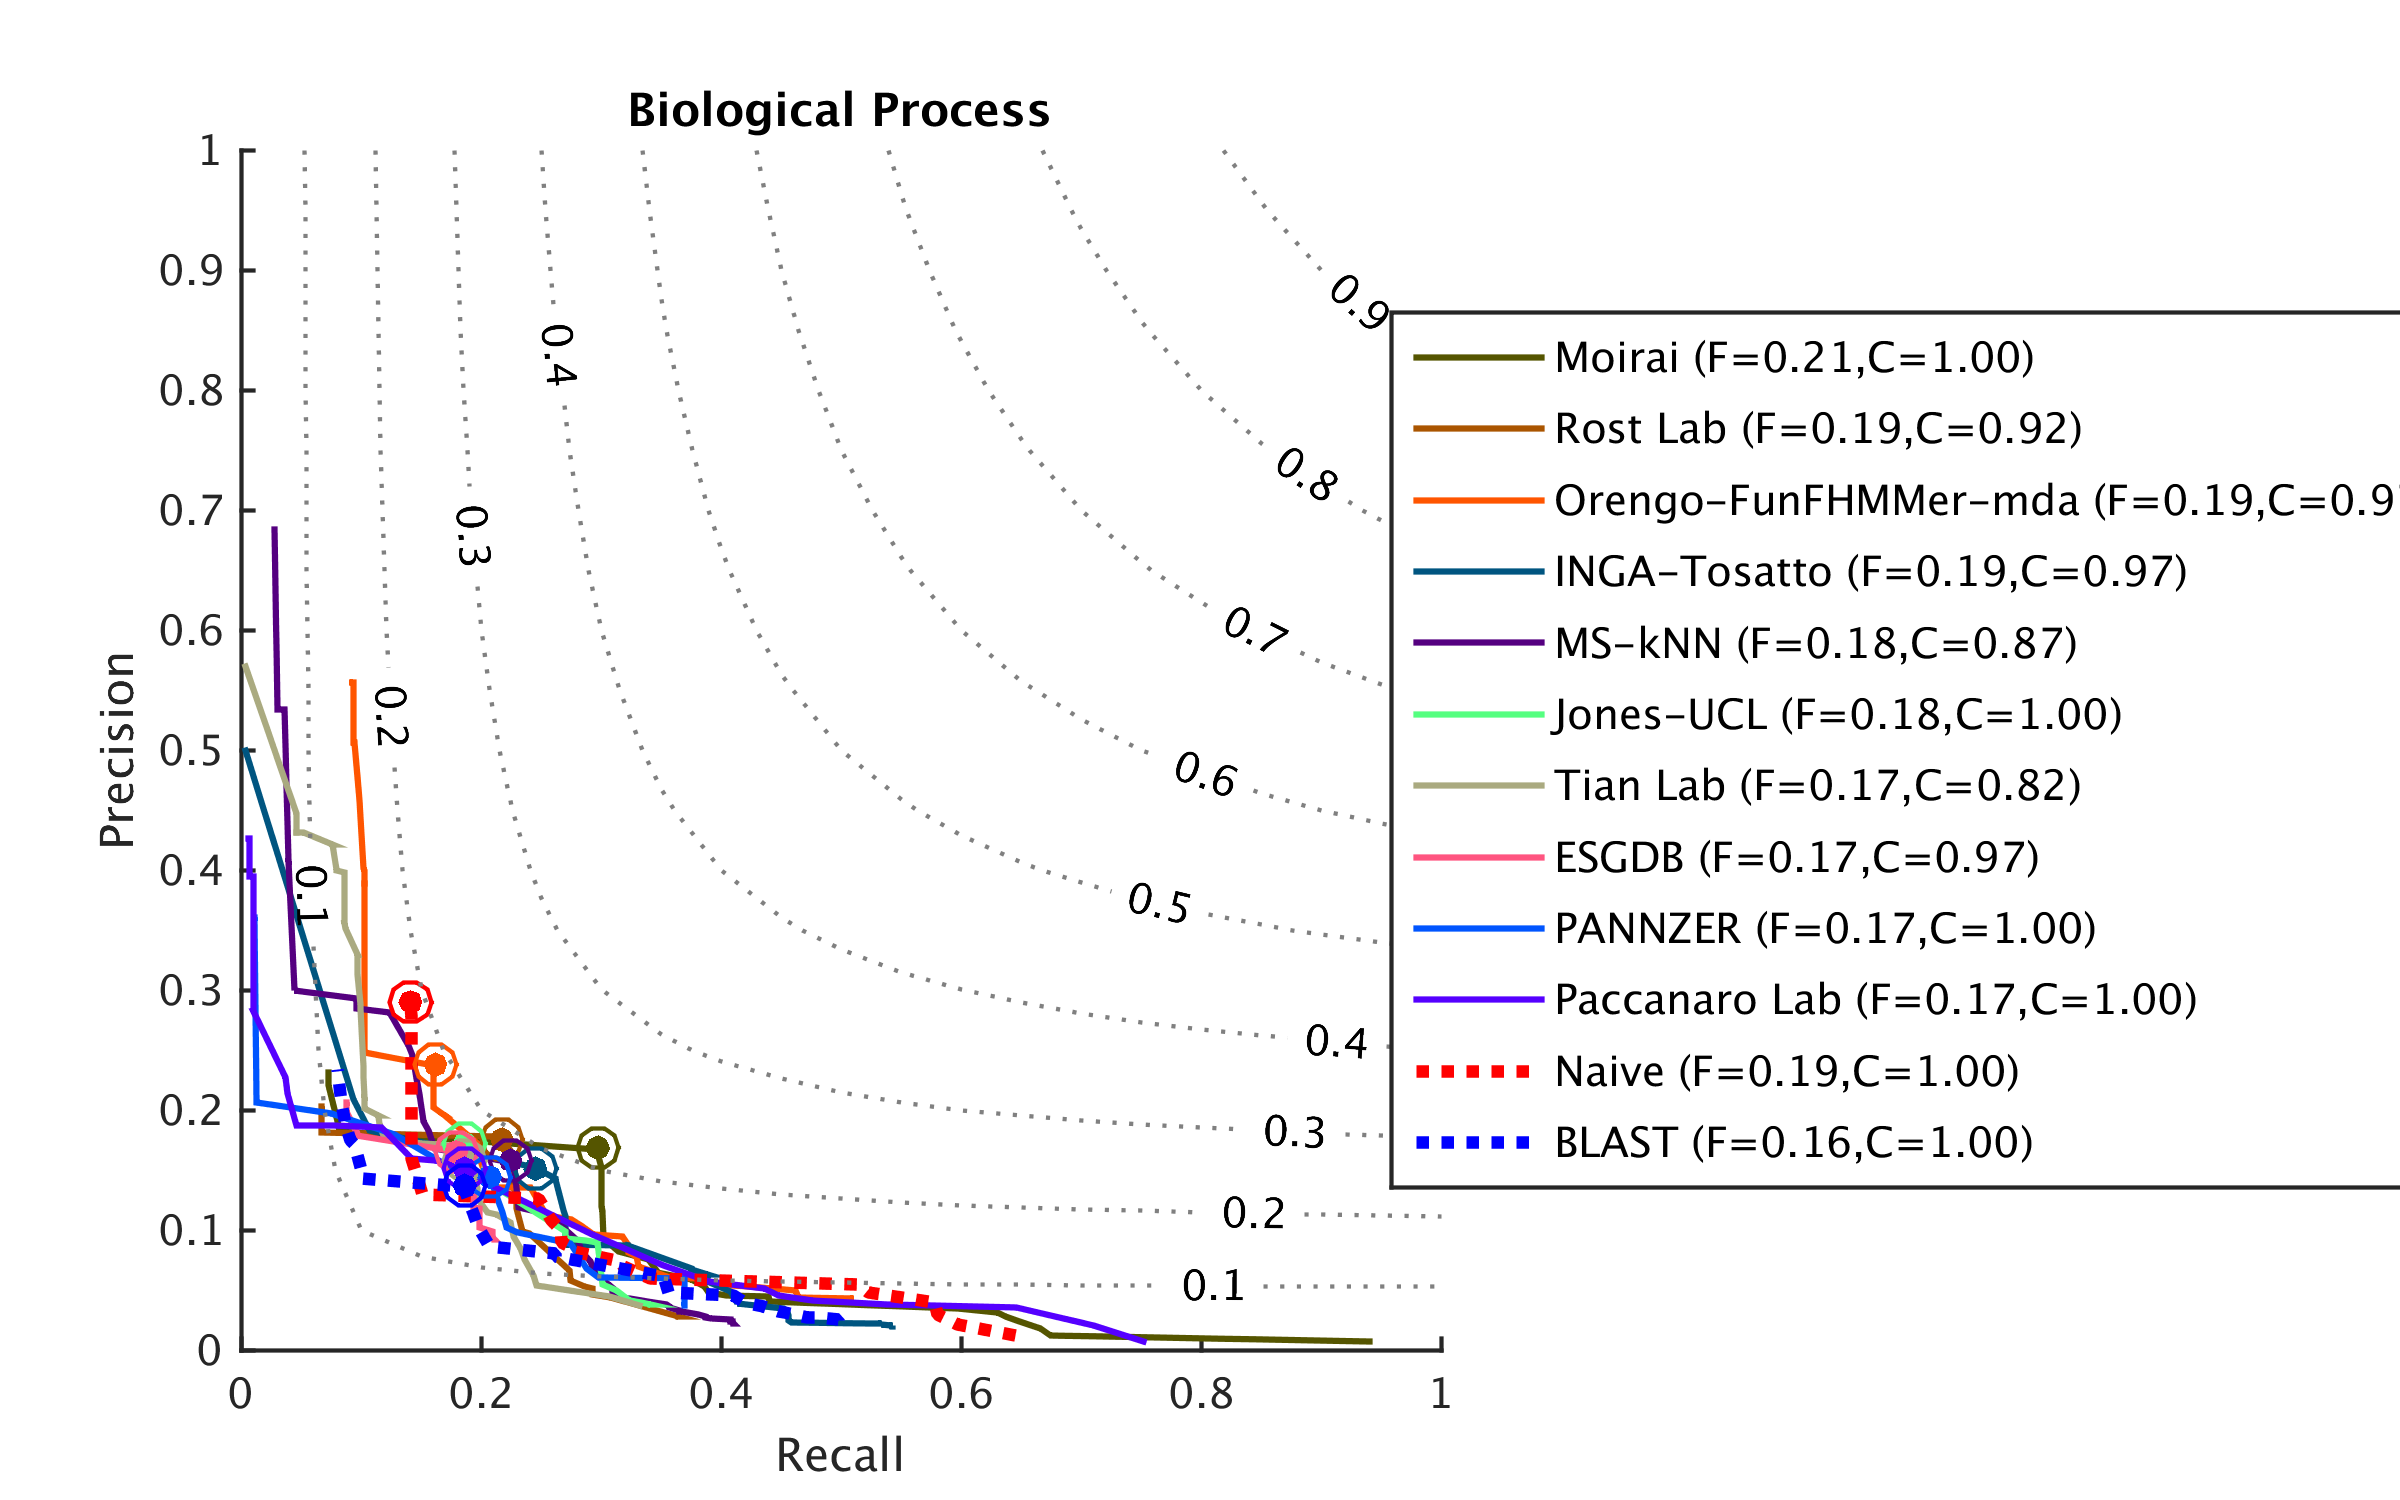 Biological Process
Precision
1
0.9
0.8
0.7
0.6
0.5
0.4
0.3
0.2
0.1
0
0
0.2
0.4
0.6
0.8
1
Recall
0.1
0.2
0.3
0.4
0.9
0.8
0.7
0.6
0.5
0.4
0.3
0.2
0.1
Moirai (F=0.21,C=1.00)
Rost Lab (F=0.19,C=0.92)
Orengo-FunFHMMer-mda (F=0.19,C=0.9
INGA-Tosatto (F=0.19,C=0.97)
MS-kNN (F=0.18,C=0.87)
Jones-UCL (F=0.18,C=1.00)
Tian Lab (F=0.17,C=0.82)
ESGDB (F=0.17,C=0.97)
PANNZER (F=0.17,C=1.00)
Paccanaro Lab (F=0.17,C=1.00)
Naive (F=0.19,C=1.00)
BLAST (F=0.16,C=1.00)